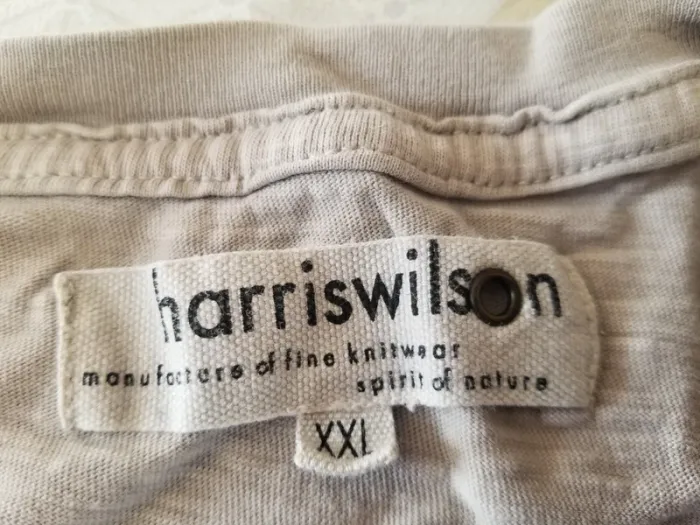 harriswilson
manufacture of fine knitwear
spirit of nature
XXL